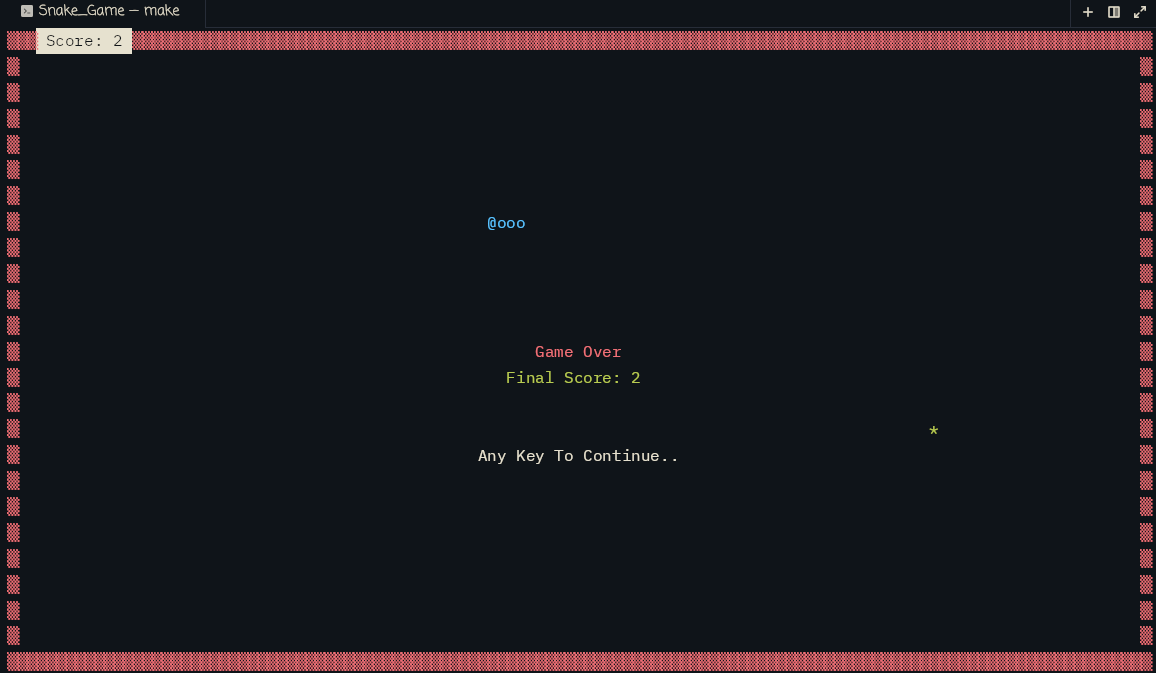 Snake_Game — make
Score: 2
@ooo
Game Over
Final Score: 2
*
Any Key To Continue..